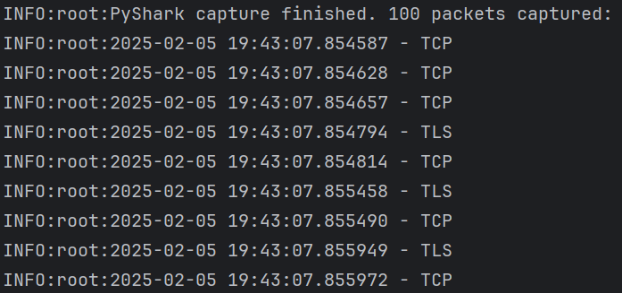 INFO:root:PyShark capture finished. 100 packets captured:
INFO:root:2025-02-05 19:43:07.854587 - TCP
INFO:root:2025-02-05 19:43:07.854628 - TCP
INFO:root:2025-02-05 19:43:07.854657 - TCP
INFO:root:2025-02-05 19:43:07.854794 - TLS
INFO:root:2025-02-05 19:43:07.854814 - TCP
INFO:root:2025-02-05 19:43:07.855458 - TLS
INFO:root:2025-02-05 19:43:07.855490 - TCP
INFO:root:2025-02-05 19:43:07.855949 - TLS
INFO:root:2025-02-05 19:43:07.855972 - TCP